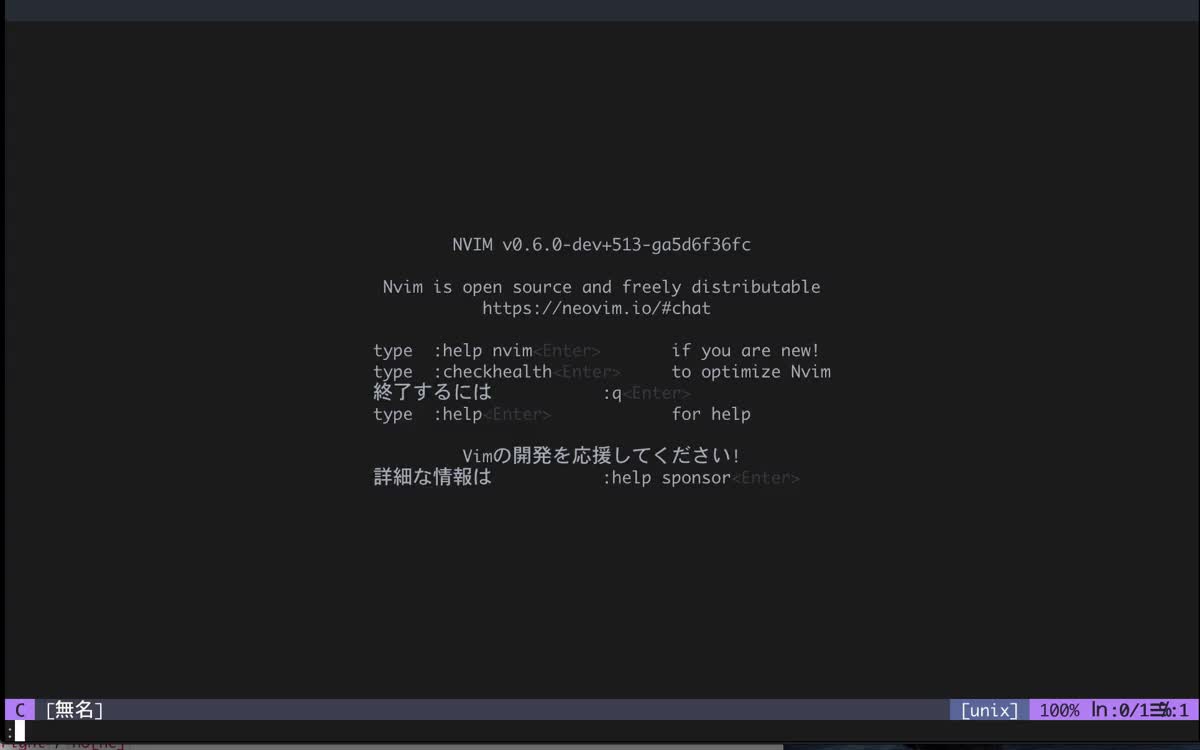 NVIM v0.6.0-dev+513-ga5d6f36fc
Nvim is open source and freely distributable
https://neovim.io/#chat
type :help nvim<Enter> if you are new!
type :checkhealth<Enter> to optimize Nvim
終了するには :q<Enter>
type :help<Enter> for help
Vimの開発を応援してください!
詳細な情報は :help sponsor<Enter>
C [無名] [unix] 100% ln:0/1☰℅:1
: